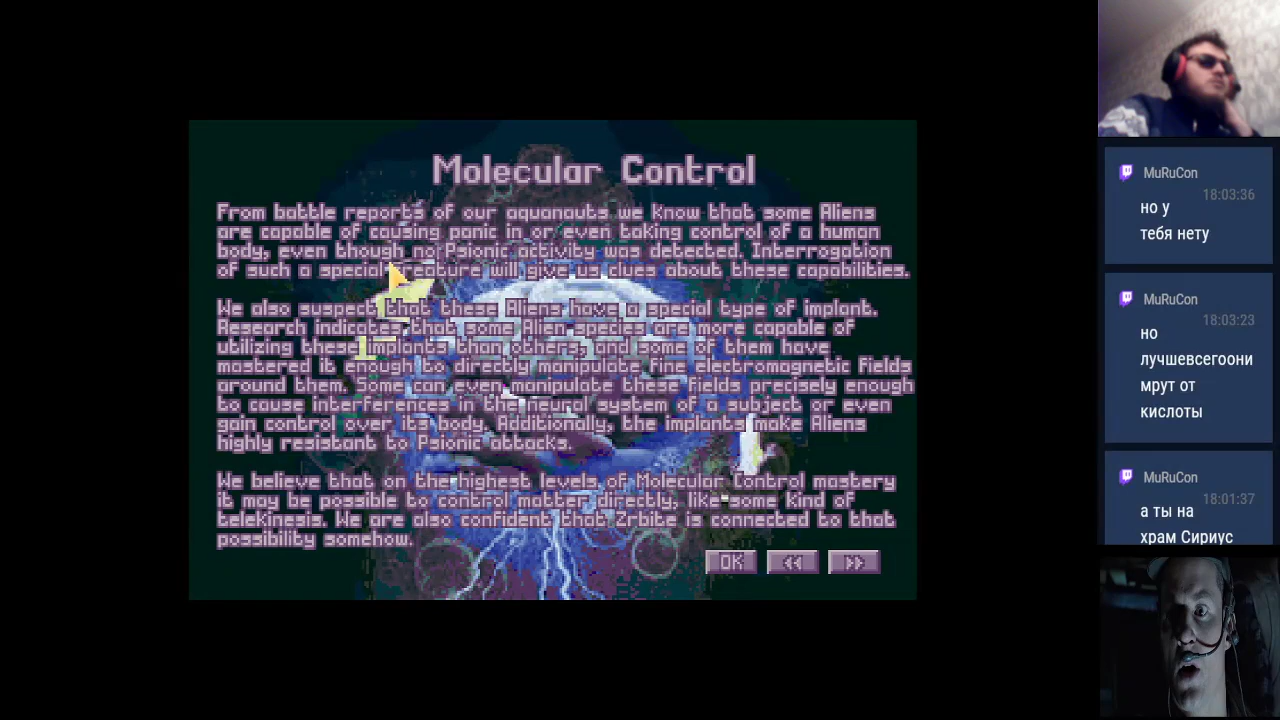 Molecular Control
From battle reports of our aquanauts we know that some Aliens
are capable of causing panic in or even taking control of a human
body, even though no Psionic activity was detected. Interrogation
of such a special creature will give us clues about these capabilities.
We also suspect that these Aliens have a special type of implant.
Research indicates that some Alien species are more capable of
utilizing these implants than others, and some of them have
mastered it enough to directly manipulate fine electromagnetic fields
around them. Some can even manipulate these fields precisely enough
to cause interferences in the neural system of a subject or even
gain control over its body. Additionally, the implants make Aliens
highly resistant to Psionic attacks.
We believe that on the highest levels of Molecular Control mastery
it may be possible to control matter directly, like some kind of
telekinesis. We are also confident that Zrbite is connected to that
possibility somehow.
OK << >>
MuRuCon
18:03:36
но у
тебя нету
MuRuCon
18:03:23
но
лучшевсегоони
мрут от
кислоты
MuRuCon
18:01:37
а ты на
храм Сириус